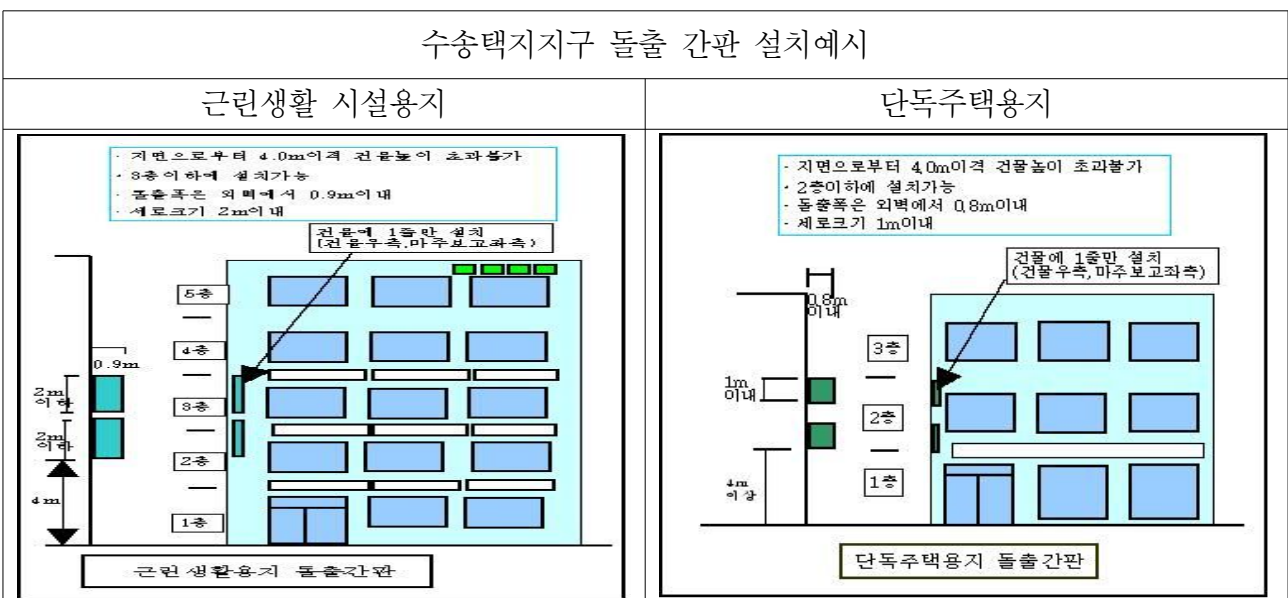 수송택지지구 돌출 간판 설치예시
근린생활 시설용지
단독주택용지
· 지면으로부터 4.0m이격 건물높이 초과불가
· 3층이하에 설치가능
· 돌출폭은 외벽에서 0.9m이내
· 세로크기 2m이내
건물에 1줄만 설치
(건물우측,마주보고좌측)
5층
4층
0.9m
2m
이하
3층
2m
이하
2층
4m
1층
근린생활용지 돌출간판
· 지면으로부터 4.0m이격 건물높이 초과불가
· 2층이하에 설치가능
· 돌출폭은 외벽에서 0.8m이내
· 세로크기 1m이내
건물에 1줄만 설치
(건물우측,마주보고좌측)
0.8m
이내
3층
1m
이내
2층
4m
이상
1층
단독주택용지 돌출간판